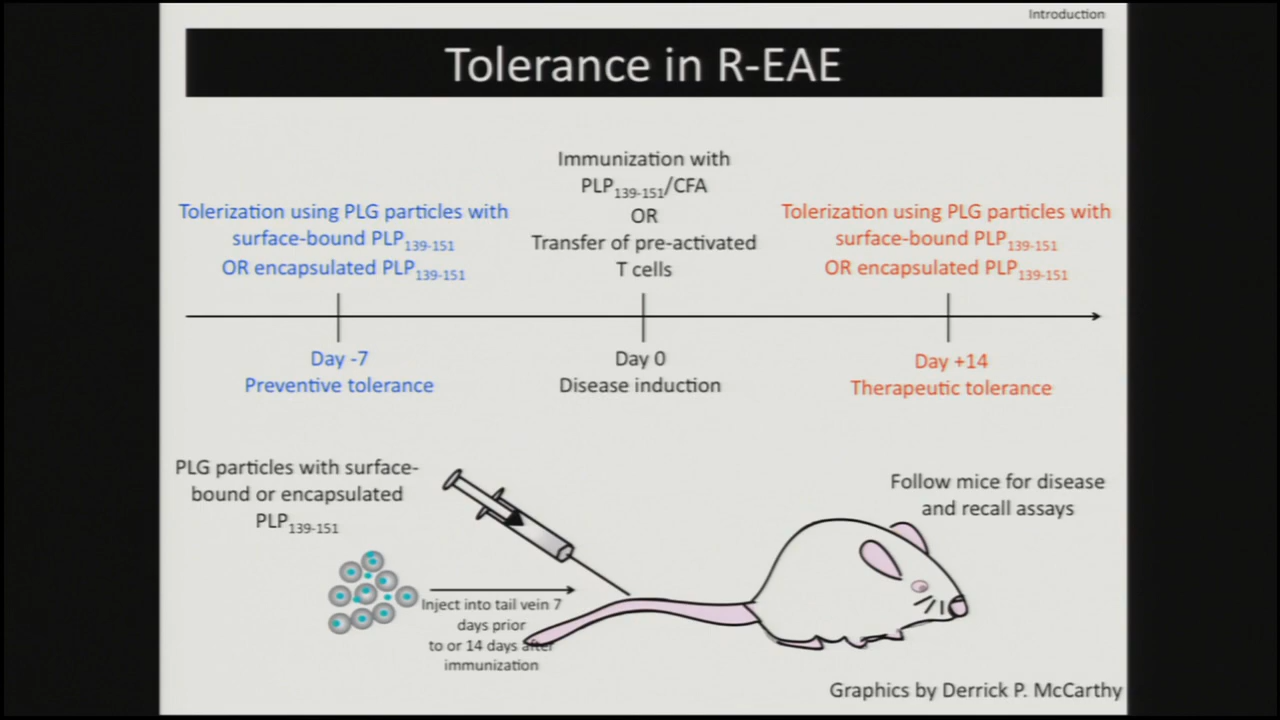 Introduction
Tolerance in R-EAE
Immunization with
PLP139-151/CFA
OR
Transfer of pre-activated
T cells
Tolerization using PLG particles with
surface-bound PLP139-151
OR encapsulated PLP139-151
Tolerization using PLG particles with
surface-bound PLP139-151
OR encapsulated PLP139-151
Day -7
Preventive tolerance
Day 0
Disease induction
Day +14
Therapeutic tolerance
PLG particles with surface-
bound or encapsulated
PLP139-151
Follow mice for disease
and recall assays
Inject into tail vein 7
days prior
to or 14 days after
immunization
Graphics by Derrick P. McCarthy